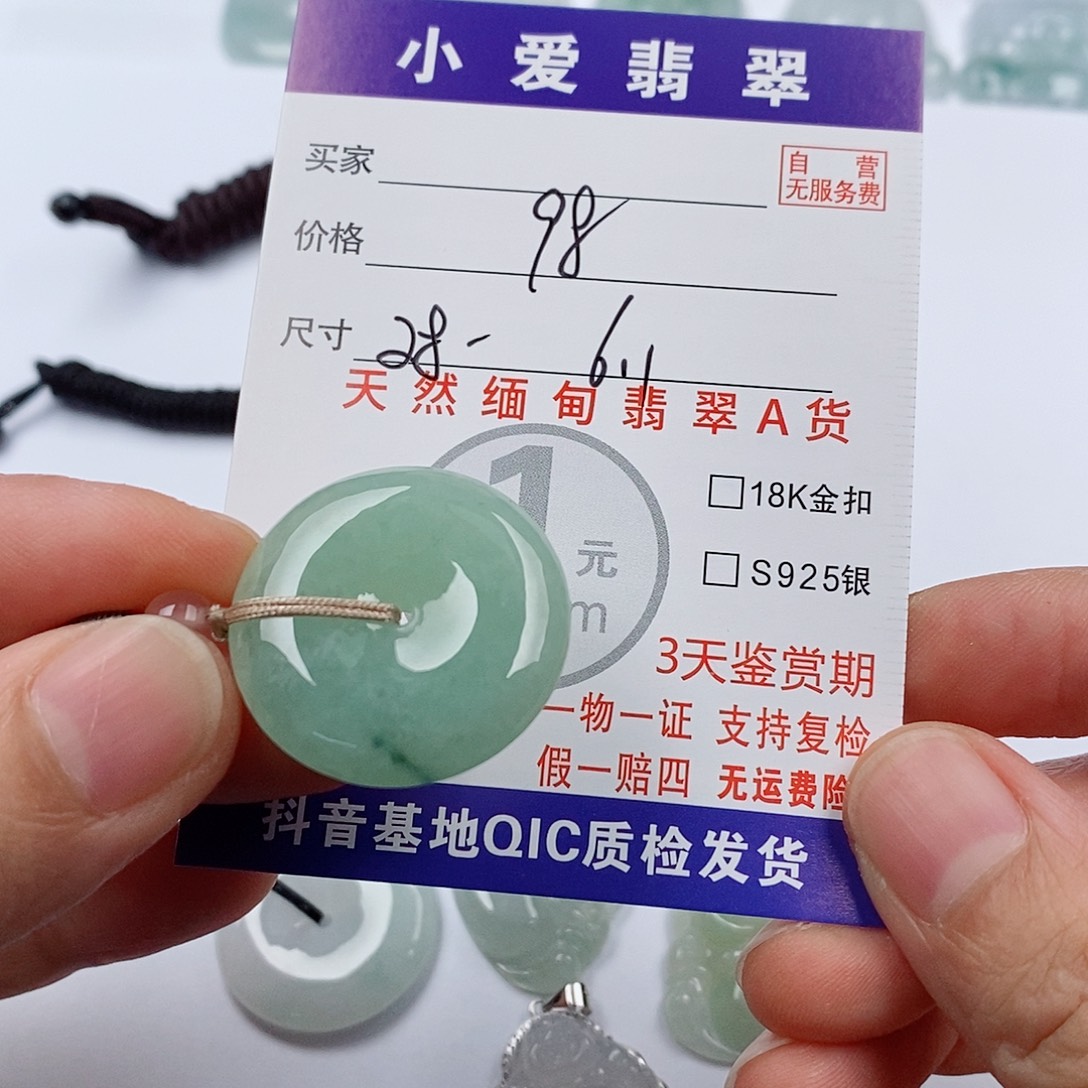 小爱翡翠
买家
自营
无服务费
价格 98
尺寸 28- 6.1
天然缅甸翡翠A货
1
元
m
18K金扣
S925银
3天鉴赏期
一物一证 支持复检
假一赔四 无运费险
抖音基地QIC质检发货